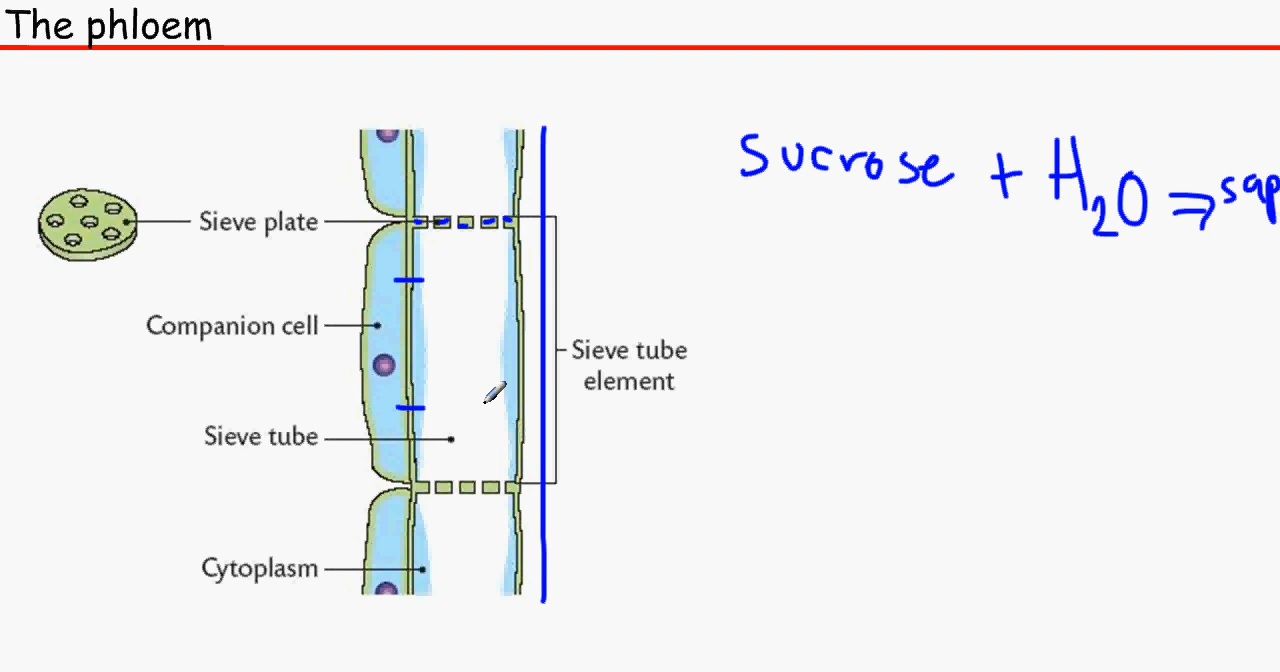 The phloem
Sucrose + H₂O ⇒ sap
Sieve plate
Companion cell
Sieve tube
element
Sieve tube
Cytoplasm